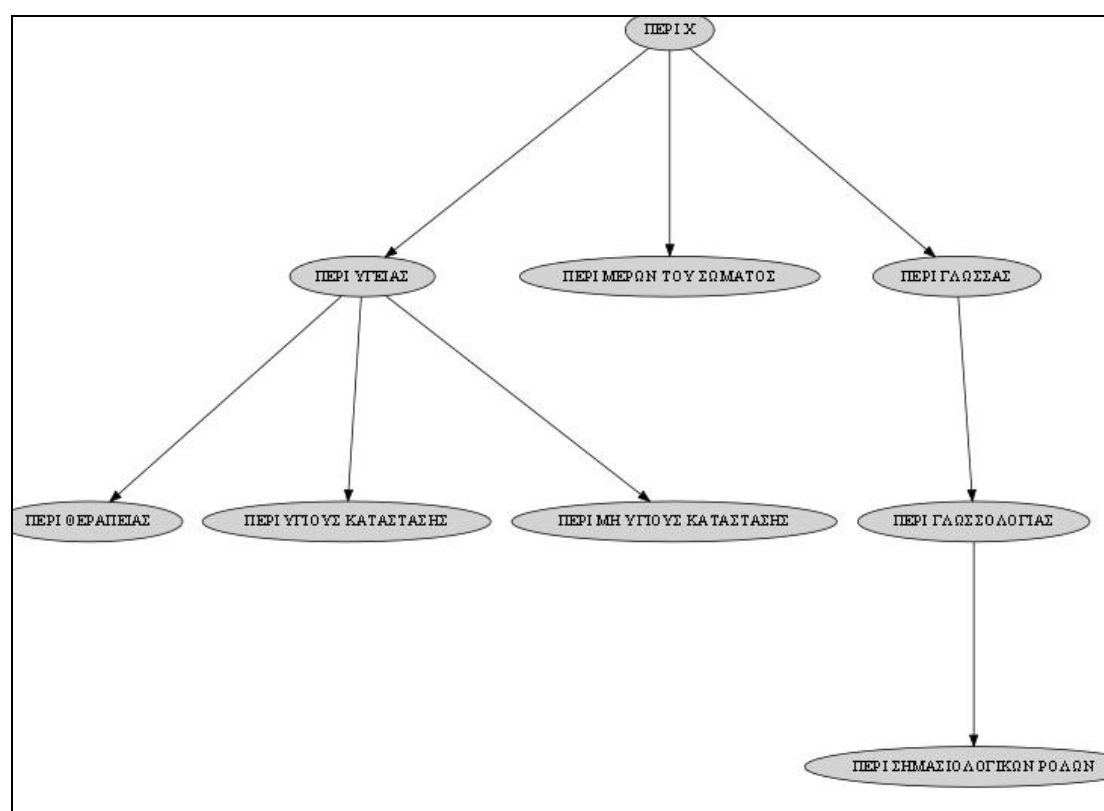 ΠΕΡΙ Χ
ΠΕΡΙ ΥΓΕΙΑΣ
ΠΕΡΙ ΜΕΡΩΝ ΤΟΥ ΣΩΜΑΤΟΣ
ΠΕΡΙ ΓΛΩΣΣΑΣ
ΠΕΡΙ ΘΕΡΑΠΕΙΑΣ
ΠΕΡΙ ΥΓΙΟΥΣ ΚΑΤΑΣΤΑΣΗΣ
ΠΕΡΙ ΜΗ ΥΓΙΟΥΣ ΚΑΤΑΣΤΑΣΗΣ
ΠΕΡΙ ΓΛΩΣΣΟΛΟΓΙΑΣ
ΠΕΡΙ ΣΗΜΑΣΙΟΛΟΓΙΚΩΝ ΡΟΛΩΝ